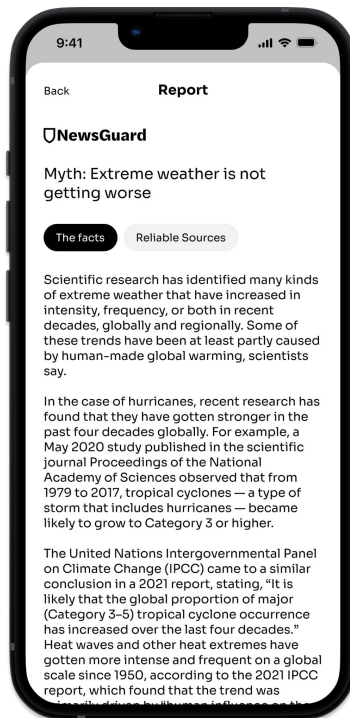 9:41
Back
Report
NewsGuard
Myth: Extreme weather is not
getting worse
The facts
Reliable Sources
Scientific research has identified many kinds
of extreme weather that have increased in
intensity, frequency, or both in recent
decades, globally and regionally. Some of
these trends have been at least partly caused
by human-made global warming, scientists
say.
In the case of hurricanes, recent research has
found that they have gotten stronger in the
past four decades globally. For example, a
May 2020 study published in the scientific
journal Proceedings of the National
Academy of Sciences observed that from
1979 to 2017, tropical cyclones — a type of
storm that includes hurricanes — became
likely to grow to Category 3 or higher.
The United Nations Intergovernmental Panel
on Climate Change (IPCC) came to a similar
conclusion in a 2021 report, stating, “It is
likely that the global proportion of major
(Category 3–5) tropical cyclone occurrence
has increased over the last four decades.”
Heat waves and other heat extremes have
gotten more intense and frequent on a global
scale since 1950, according to the 2021 IPCC
report, which found that the trend was
primarily driven by “human influence on the